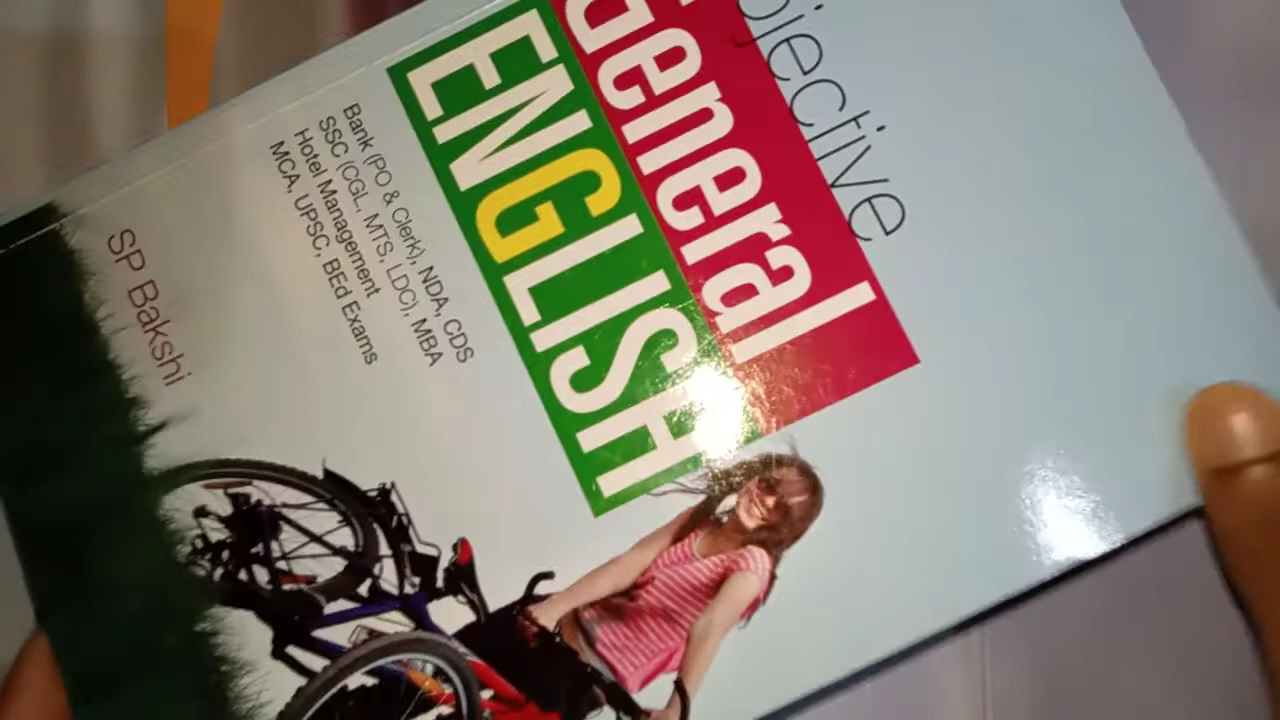 bjective
General
ENGLISH
Bank (PO & Clerk), NDA, CDS
SSC (CGL, MTS, LDC), MBA
Hotel Management
MCA, UPSC, BEd Exams
SP Bakshi